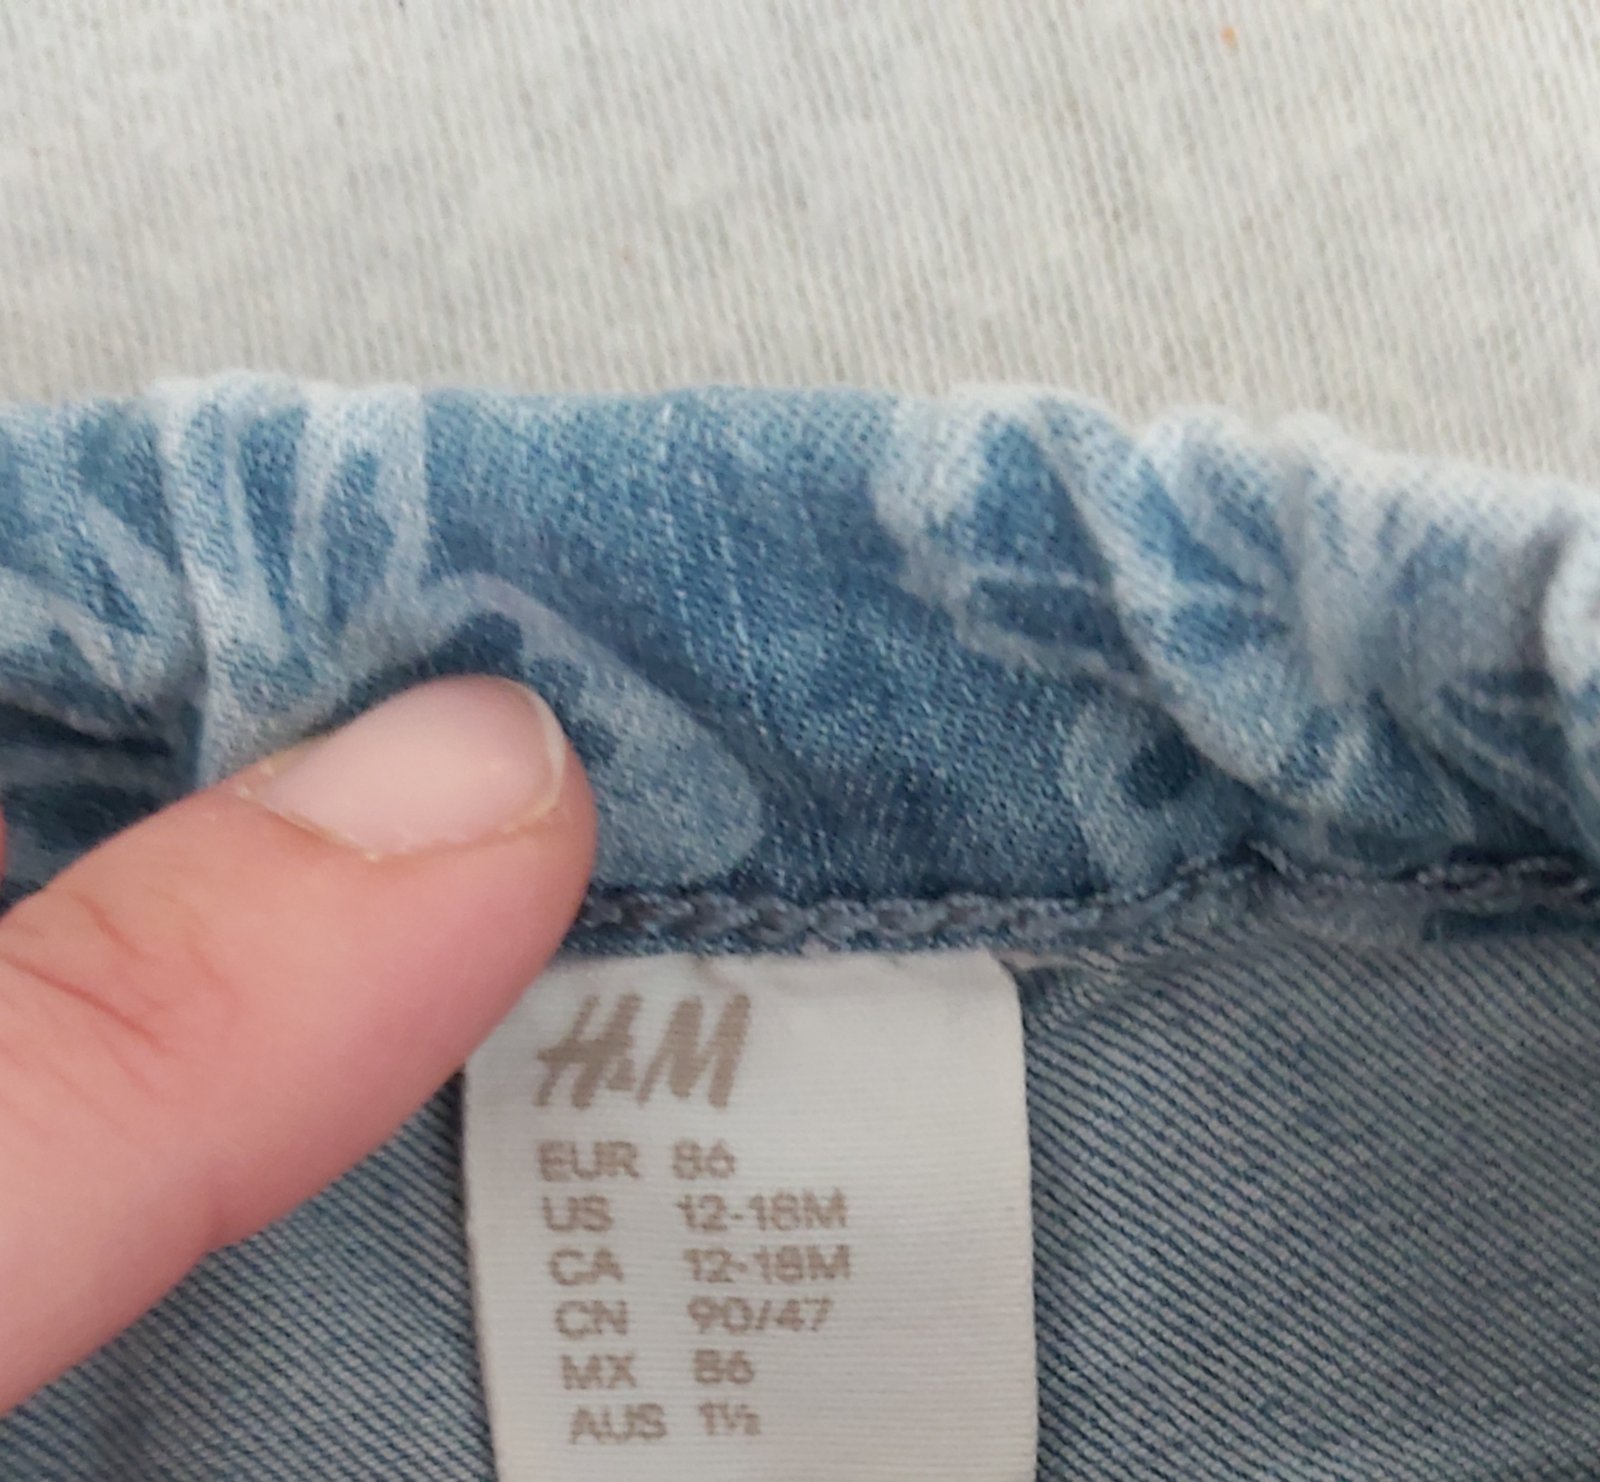 H&M
EUR 86
US 12-18M
CA 12-18M
CN 90/47
MX 86
AUS 1½